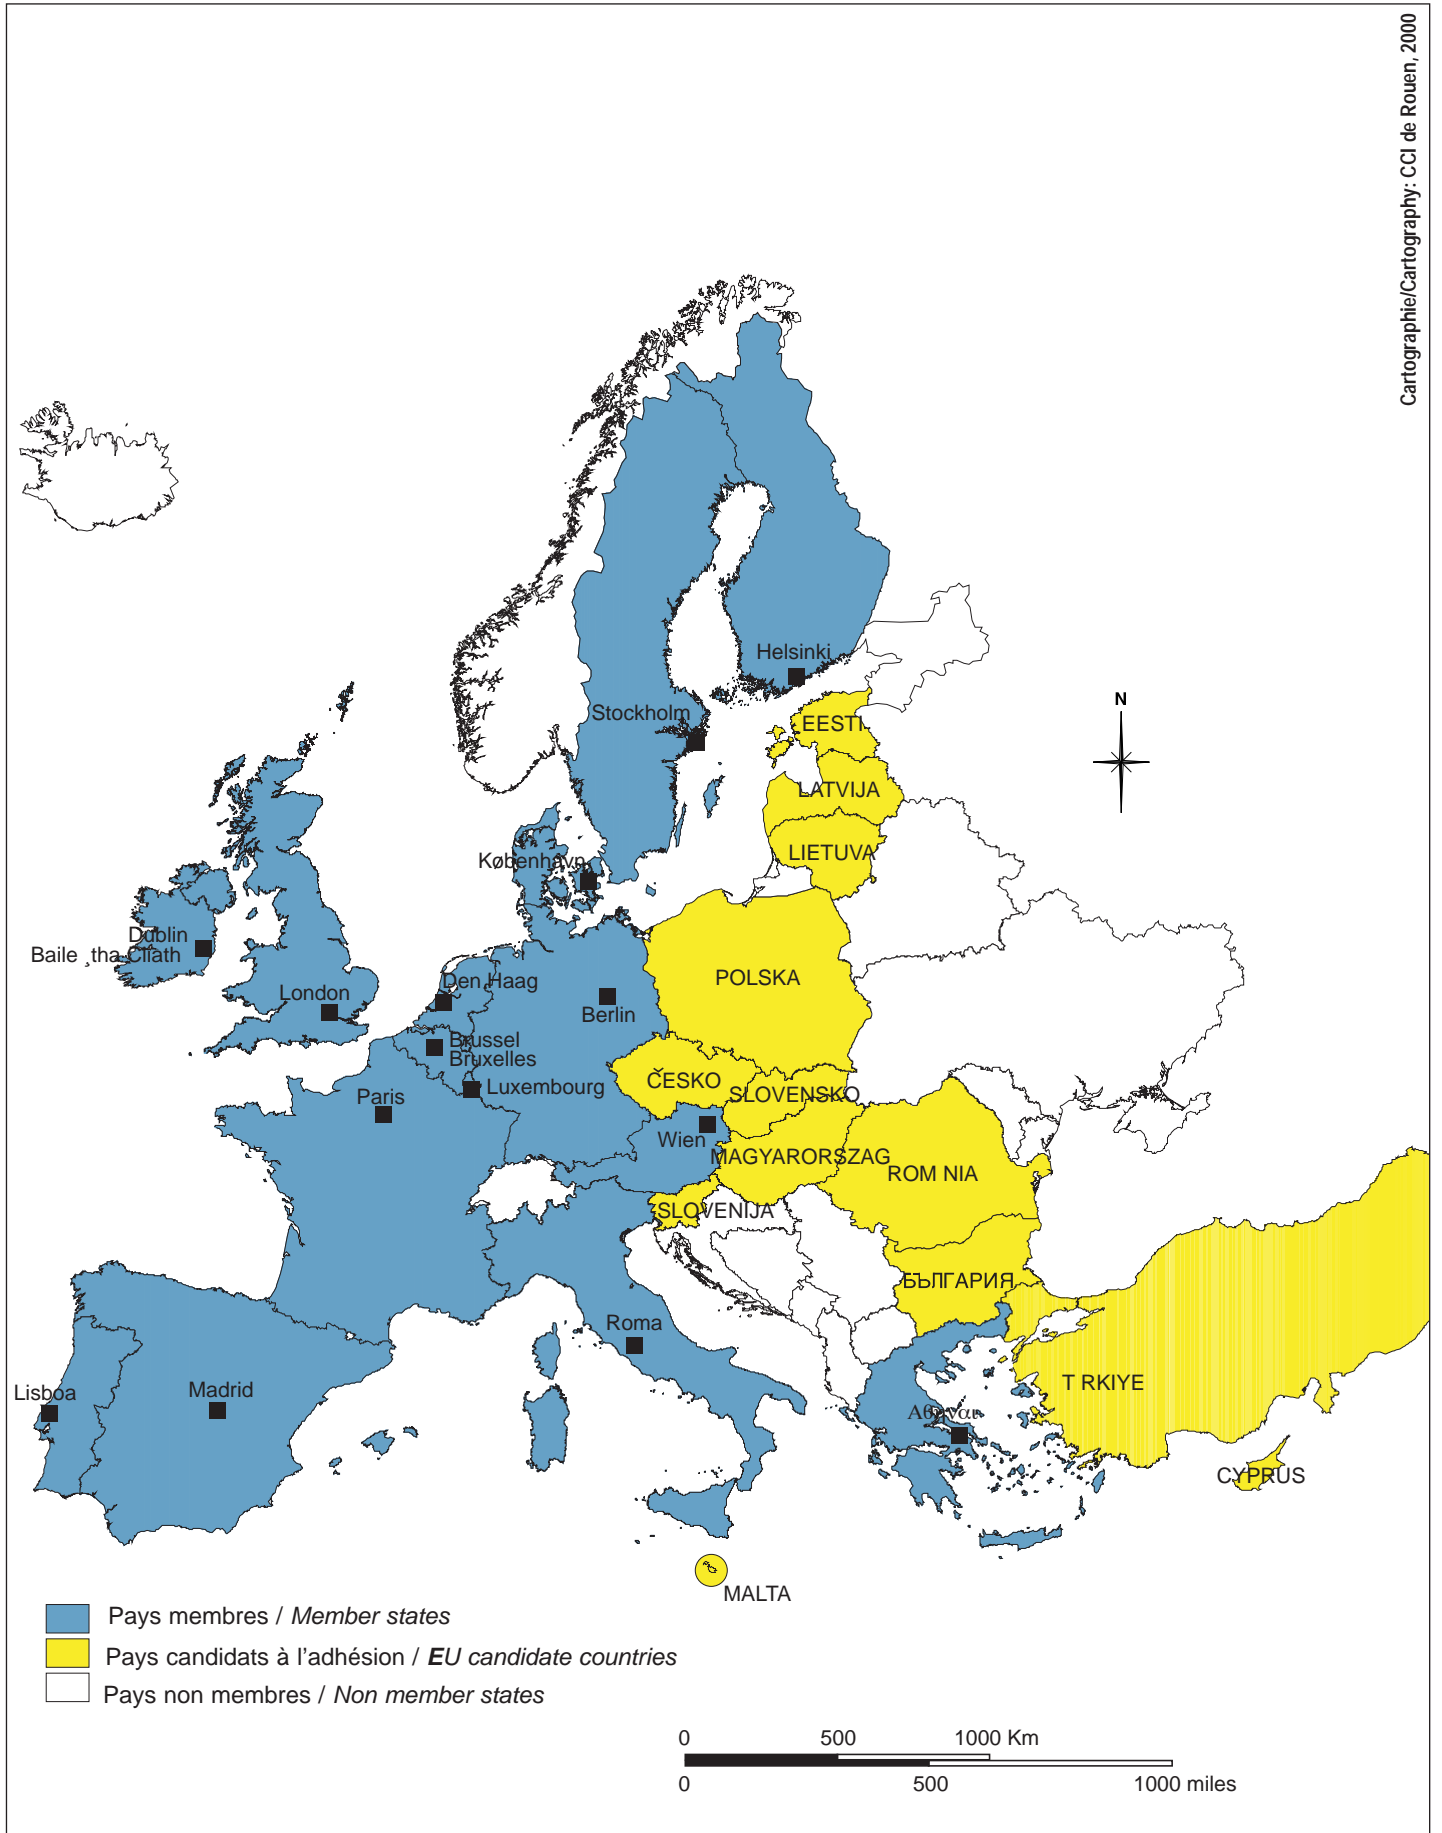 Cartographie/Cartography: CCI de Rouen, 2000
Helsinki
N
Stockholm
EESTI
LATVIJA
København
LIETUVA
Dublin
Baile ¸tha Cliath
Den Haag
POLSKA
London
Berlin
Brussel
Bruxelles
ČESKO
Luxembourg
SLOVENSKO
Paris
Wien
MAGYARORSZAG
ROM NIA
SLOVENIJA
БЪЛГАРИЯ
Roma
T RKIYE
Lisboa
Madrid
CYPRUS
MALTA
Pays membres / Member states
Pays candidats à l'adhésion / EU candidate countries
Pays non membres / Non member states
0 500 1000 Km
0 500 1000 miles